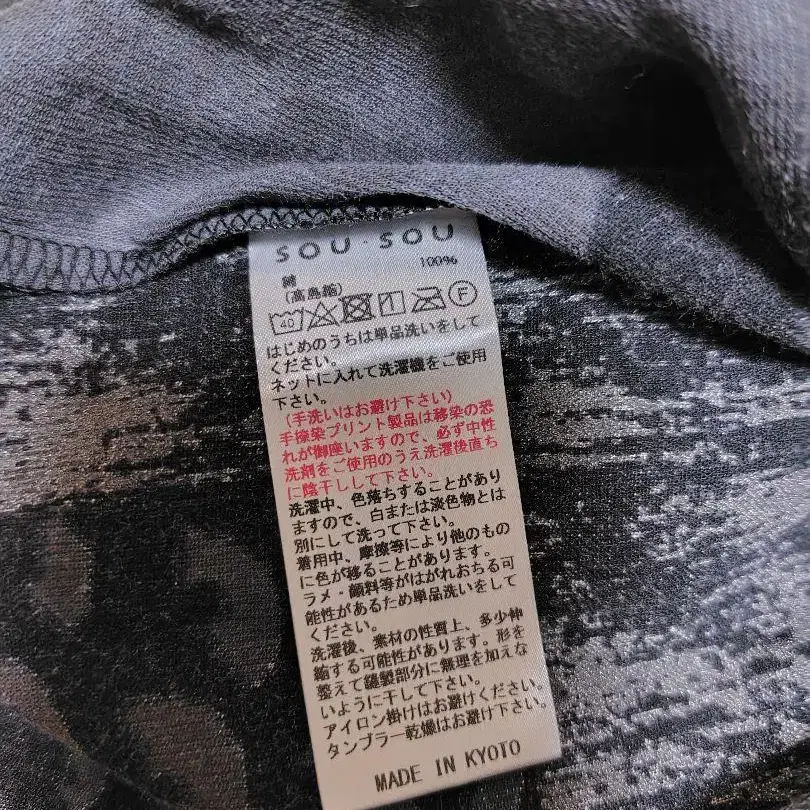 SOU・SOU
綿 100%
(高島縮)
40 F
はじめのうちは単品洗いをして
ください。
ネットに入れて洗濯機をご使用
下さい。
(手洗いはお避け下さい)
手捺染プリント製品は移染の恐
れが御座いますので、必ず中性
洗剤をご使用のうえ洗濯後直ち
に陰干しして下さい。
洗濯中、色落ちすることがあり
ますので、白または淡色物とは
別にして洗って下さい。
着用中、摩擦等により他のもの
に色が移ることがあります。
ラメ・顔料等がはがれおちる可
能性があるため単品洗いをして
ください。
洗濯後、素材の性質上、多少伸
縮する可能性があります。形を
整えて縫製部分に無理を加えな
いように干して下さい。
アイロン掛けはお避けください。
タンブラー乾燥はお避け下さい。
MADE IN KYOTO